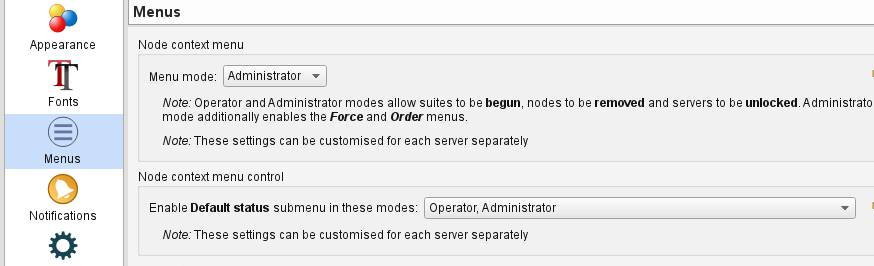 Menus
Appearance
Fonts
Menus
Notifications
Node context menu
Menu mode: Administrator
Note: Operator and Administrator modes allow suites to be begun, nodes to be removed and servers to be unlocked. Administrato
mode additionally enables the Force and Order menus.
Note: These settings can be customised for each server separately
Node context menu control
Enable Default status submenu in these modes: Operator, Administrator
Note: These settings can be customised for each server separately